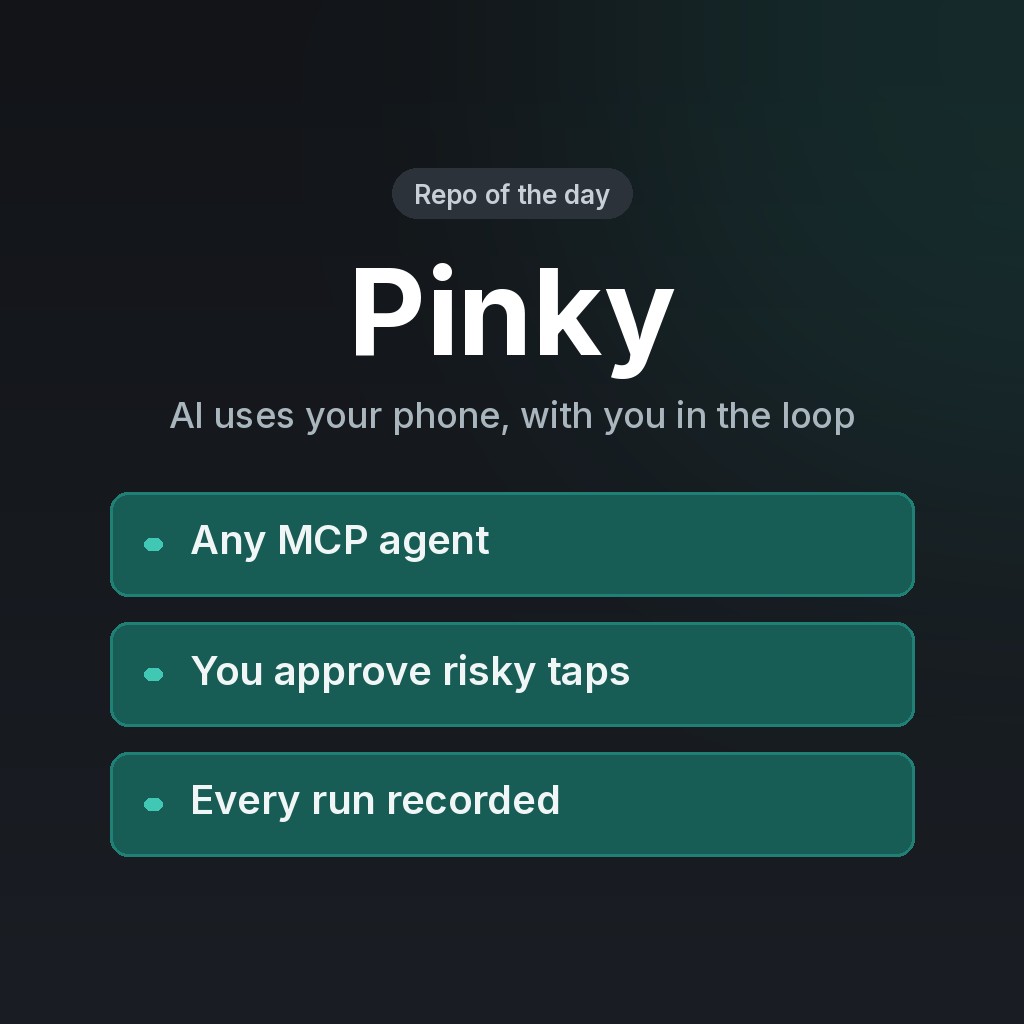 Repo of the day
Pinky
AI uses your phone, with you in the loop
Any MCP agent
You approve risky taps
Every run recorded